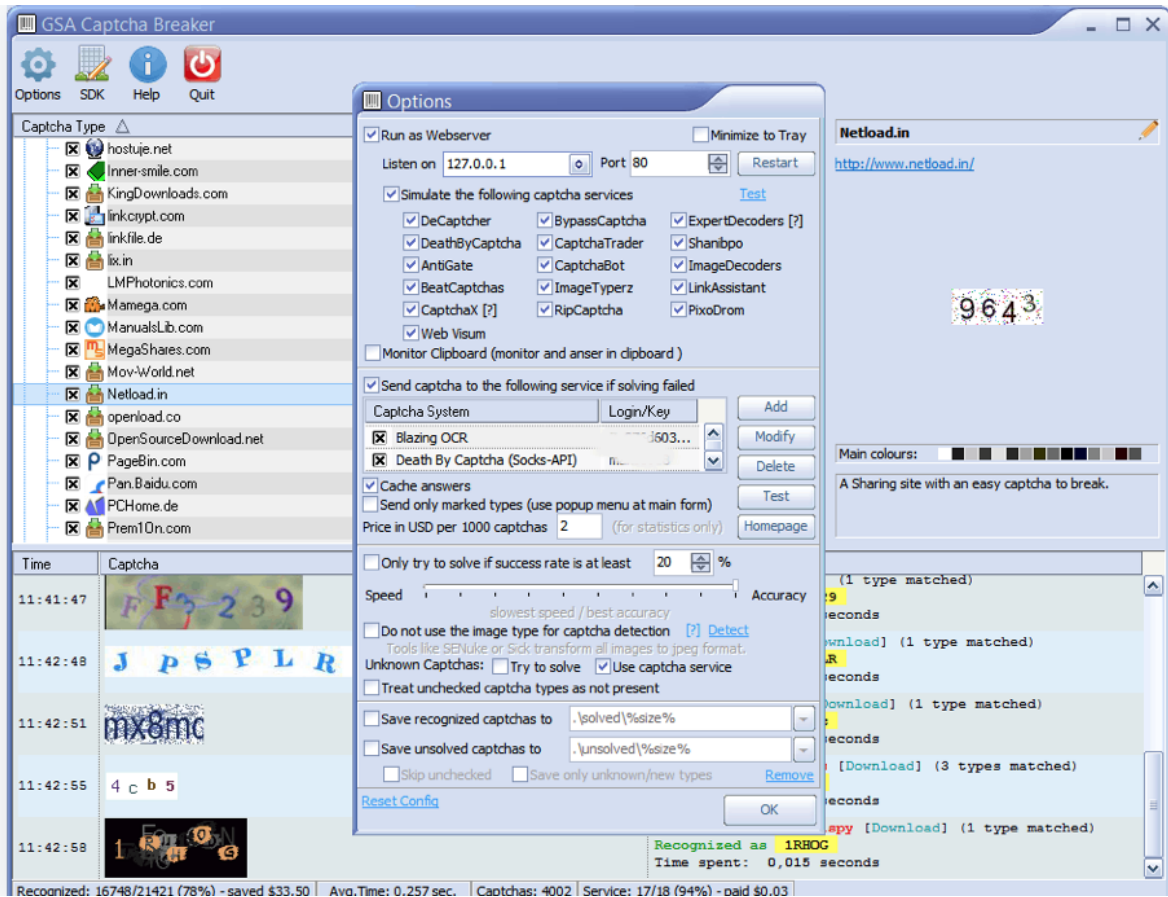 GSA Captcha Breaker
Options SDK Help Quit
Captcha Type
hostuje.net
Inner-smile.com
KingDownloads.com
linkcrypt.com
linkfile.de
lix.in
LMPhotonics.com
Mamega.com
ManualsLib.com
MegaShares.com
Mov-World.net
Netload.in
openload.co
OpenSourceDownload.net
PageBin.com
Pan.Baidu.com
PCHome.de
Prem1On.com
Options
Run as Webserver Minimize to Tray
Listen on 127.0.0.1 Port 80 Restart
Simulate the following captcha services Test
DeCaptcher BypassCaptcha ExpertDecoders [?]
DeathByCaptcha CaptchaTrader Shanibpo
AntiGate CaptchaBot ImageDecoders
BeatCaptchas ImageTyperz LinkAssistant
CaptchaX [?] RipCaptcha PixoDrom
Web Visum
Monitor Clipboard (monitor and anser in clipboard )
Send captcha to the following service if solving failed
Captcha System Login/Key Add
Blazing OCR 603... Modify
Death By Captcha (Socks-API) Delete
Cache answers
Send only marked types (use popup menu at main form) Test
Price in USD per 1000 captchas 2 (for statistics only) Homepage
Only try to solve if success rate is at least 20 %
Speed Accuracy
slowest speed / best accuracy
Do not use the image type for captcha detection [?] Detect
Tools like SENuke or Sick transform all images to jpeg format.
Unknown Captchas: Try to solve Use captcha service
Treat unchecked captcha types as not present
Save recognized captchas to .\solved\%size%
Save unsolved captchas to .\unsolved\%size%
Skip unchecked Save only unknown/new types Remove
Reset Config OK
Netload.in
http://www.netload.in/
9643
Main colours:
A Sharing site with an easy captcha to break.
Time Captcha
11:41:47 FF3239
(1 type matched)
9
seconds
11:42:48 JPSPLR
[Download] (1 type matched)
LR
seconds
11:42:51 mx8mc
[Download] (1 type matched)
seconds
11:42:55 4cb5
[Download] (3 types matched)
seconds
11:42:58 1RHOG
spy [Download] (1 type matched)
Recognized as 1RHOG
Time spent: 0,015 seconds
Recognized: 16748/21421 (78%) - saved $33.50 Avg.Time: 0.257 sec. Captchas: 4002 Service: 17/18 (94%) - paid $0.03